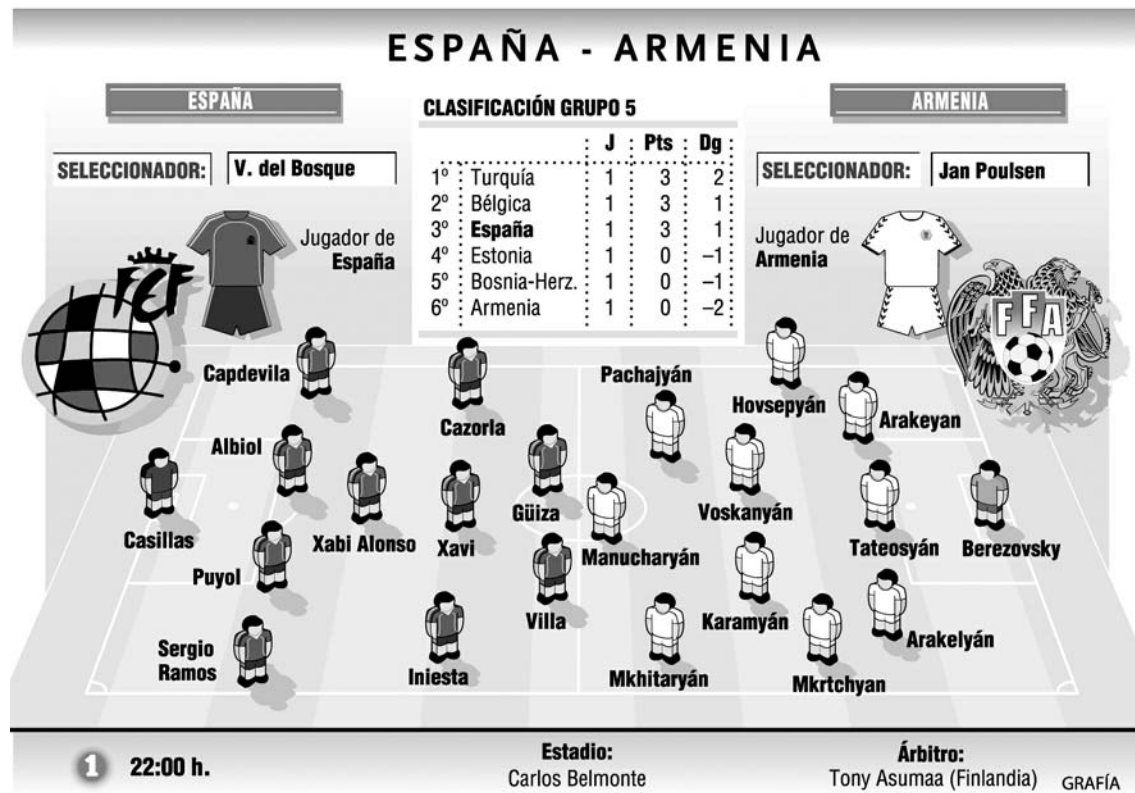 ESPAÑA - ARMENIA
ESPAÑA
SELECCIONADOR: V. del Bosque
Jugador de
España
CLASIFICACIÓN GRUPO 5
J Pts Dg
1º Turquía 1 3 2
2º Bélgica 1 3 1
3º España 1 3 1
4º Estonia 1 0 –1
5º Bosnia-Herz. 1 0 –1
6º Armenia 1 0 –2
ARMENIA
SELECCIONADOR: Jan Poulsen
Jugador de
Armenia
FCF
FFA
Capdevila
Cazorla
Pachajyán
Hovsepyán
Arakeyan
Albiol
Casillas
Xabi Alonso
Xavi
Güiza
Manucharyán
Voskanyán
Tateosyán
Berezovsky
Puyol
Villa
Karamyán
Sergio
Ramos
Iniesta
Mkhitaryán
Mkrtchyan
Arakelyán
1 22:00 h.
Estadio:
Carlos Belmonte
Árbitro:
Tony Asumaa (Finlandia)
GRAFÍA